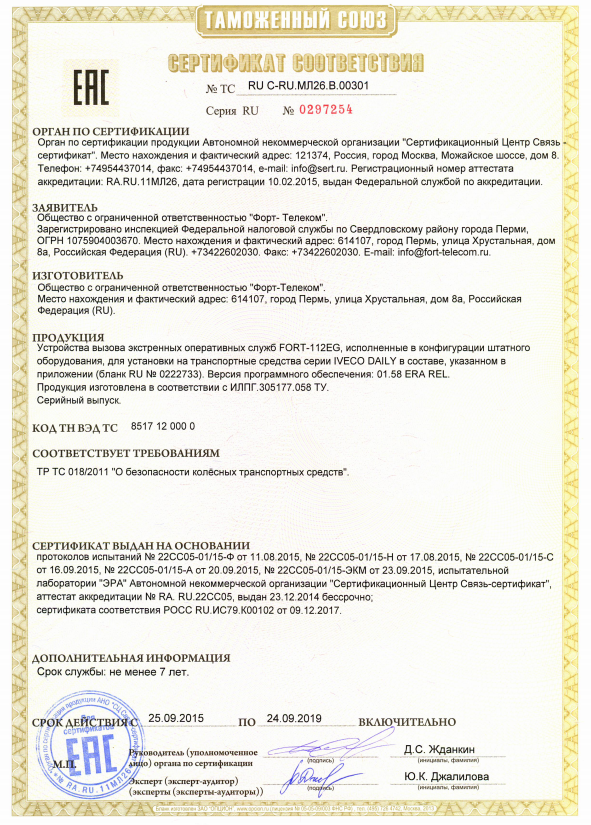 ТАМОЖЕННЫЙ СОЮЗ
СЕРТИФИКАТ СООТВЕТСТВИЯ
ЕАС
№ ТС RU С-RU.МЛ26.В.00301
Серия RU № 0297254
ОРГАН ПО СЕРТИФИКАЦИИ
Орган по сертификации продукции Автономной некоммерческой организации "Сертификационный Центр Связь -
сертификат". Место нахождения и фактический адрес: 121374, Россия, город Москва, Можайское шоссе, дом 8.
Телефон: +74954437014, факс: +74954437014, e-mail: info@sert.ru. Регистрационный номер аттестата
аккредитации: RA.RU.11МЛ26, дата регистрации 10.02.2015, выдан Федеральной службой по аккредитации.
ЗАЯВИТЕЛЬ
Общество с ограниченной ответственностью "Форт- Телеком".
Зарегистрировано инспекцией Федеральной налоговой службы по Свердловскому району города Перми,
ОГРН 1075904003670. Место нахождения и фактический адрес: 614107, город Пермь, улица Хрустальная, дом
8а, Российская Федерация (RU). +73422602030. Факс: +73422602030. E-mail: info@fort-telecom.ru.
ИЗГОТОВИТЕЛЬ
Общество с ограниченной ответственностью "Форт-Телеком".
Место нахождения и фактический адрес: 614107, город Пермь, улица Хрустальная, дом 8а, Российская
Федерация (RU).
ПРОДУКЦИЯ
Устройства вызова экстренных оперативных служб FORT-112EG, исполненные в конфигурации штатного
оборудования, для установки на транспортные средства серии IVECO DAILY в составе, указанном в
приложении (бланк RU № 0222733). Версия программного обеспечения: 01.58 ERA REL.
Продукция изготовлена в соответствии с ИЛПГ.305177.058 ТУ.
Серийный выпуск.
КОД ТН ВЭД ТС 8517 12 000 0
СООТВЕТСТВУЕТ ТРЕБОВАНИЯМ
ТР ТС 018/2011 "О безопасности колёсных транспортных средств".
СЕРТИФИКАТ ВЫДАН НА ОСНОВАНИИ
протоколов испытаний № 22СС05-01/15-Ф от 11.08.2015, № 22СС05-01/15-Н от 17.08.2015, № 22СС05-01/15-С
от 16.09.2015, № 22СС05-01/15-А от 20.09.2015, № 22СС05-01/15-ЭКМ от 23.09.2015, испытательной
лаборатории "ЭРА" Автономной некоммерческой организации "Сертификационный Центр Связь-сертификат",
аттестат аккредитации № RA. RU.22СС05, выдан 23.12.2014 бессрочно;
сертификата соответствия РОСС RU.ИС79.К00102 от 09.12.2017.
ДОПОЛНИТЕЛЬНАЯ ИНФОРМАЦИЯ
Срок службы: не менее 7 лет.
СРОК ДЕЙСТВИЯ С 25.09.2015 ПО 24.09.2019 ВКЛЮЧИТЕЛЬНО
Для
сертификатов
ЕАС
RA.RU.11МЛ26
М.П.
Руководитель (уполномоченное
лицо) органа по сертификации
(подпись)
Д.С. Жданкин
(инициалы, фамилия)
Эксперт (эксперт-аудитор)
(эксперты (эксперты-аудиторы))
(подпись)
Ю.К. Джалилова
(инициалы, фамилия)